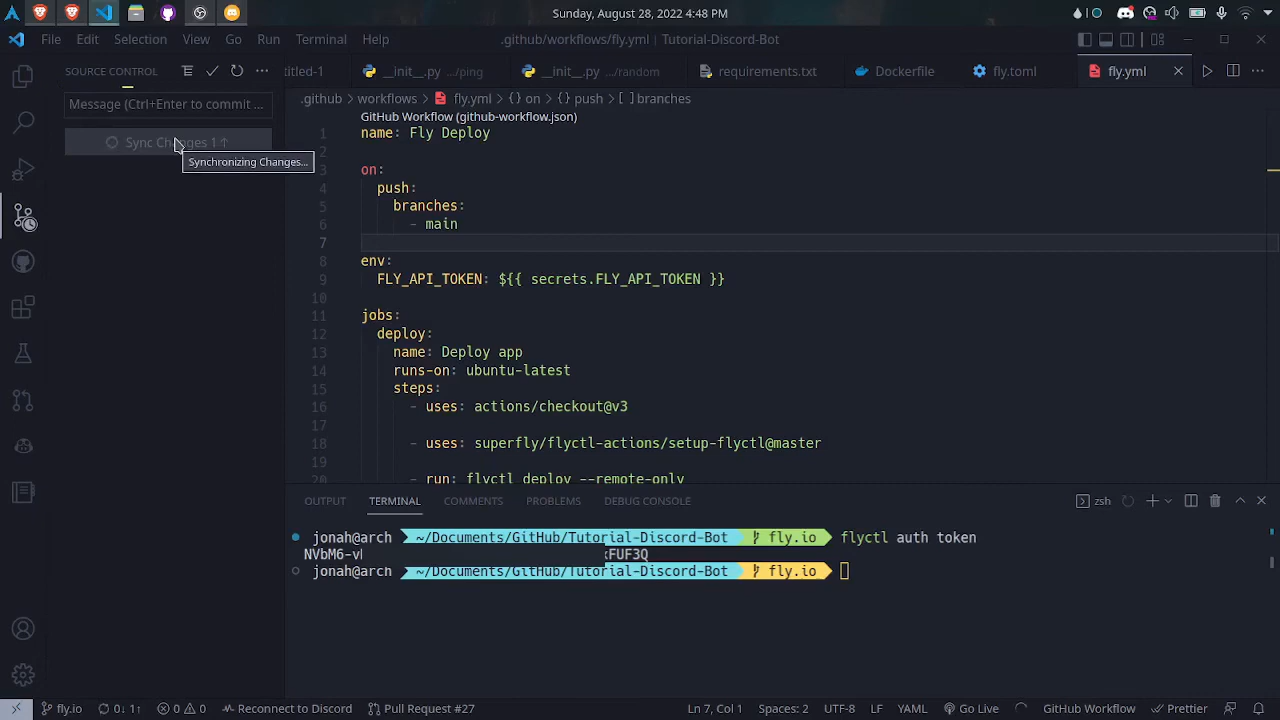 Sunday, August 28, 2022 4:48 PM
File Edit Selection View Go Run Terminal Help
.github/workflows/fly.yml | Tutorial-Discord-Bot
SOURCE CONTROL
Message (Ctrl+Enter to commit ...
Sync Changes 1↑
Synchronizing Changes...
titled-1 __init__.py .../ping __init__.py .../random requirements.txt Dockerfile fly.toml fly.yml
.github > workflows > fly.yml > {} on > {} push > [ ] branches
GitHub Workflow (github-workflow.json)
1 name: Fly Deploy
2
3 on:
4 push:
5 branches:
6 - main
7
8 env:
9 FLY_API_TOKEN: ${{ secrets.FLY_API_TOKEN }}
10
11 jobs:
12 deploy:
13 name: Deploy app
14 runs-on: ubuntu-latest
15 steps:
16 - uses: actions/checkout@v3
17
18 - uses: superfly/flyctl-actions/setup-flyctl@master
19
20 - run: flyctl deploy --remote-only
OUTPUT TERMINAL COMMENTS PROBLEMS DEBUG CONSOLE
zsh
jonah@arch ~/Documents/GitHub/Tutorial-Discord-Bot fly.io flyctl auth token
NVbM6-v FUF3Q
jonah@arch ~/Documents/GitHub/Tutorial-Discord-Bot fly.io
fly.io 0↓ 1↑ 0 0 Reconnect to Discord Pull Request #27 Ln 7, Col 1 Spaces: 2 UTF-8 LF YAML Go Live GitHub Workflow Prettier